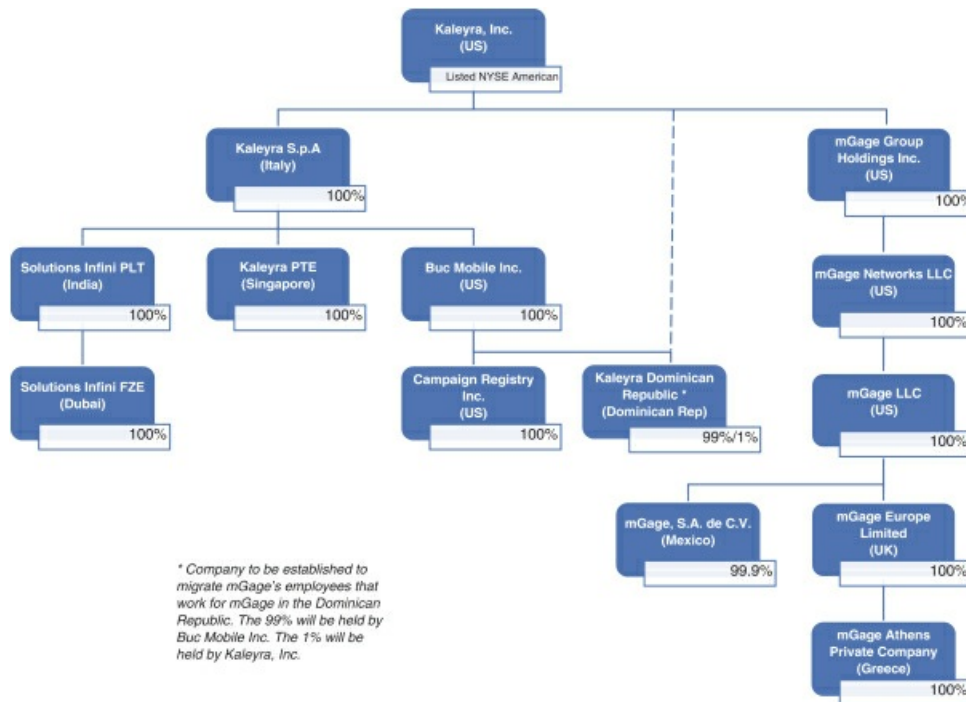 Kaleyra, Inc.
(US)
Listed NYSE American
Kaleyra S.p.A
(Italy)
100%
mGage Group
Holdings Inc.
(US)
100%
Solutions Infini PLT
(India)
100%
Kaleyra PTE
(Singapore)
100%
Buc Mobile Inc.
(US)
100%
mGage Networks LLC
(US)
100%
Solutions Infini FZE
(Dubai)
100%
Campaign Registry
Inc.
(US)
100%
Kaleyra Dominican
Republic *
(Dominican Rep)
99%/1%
mGage LLC
(US)
100%
mGage, S.A. de C.V.
(Mexico)
99.9%
mGage Europe
Limited
(UK)
100%
* Company to be established to
migrate mGage's employees that
work for mGage in the Dominican
Republic. The 99% will be held by
Buc Mobile Inc. The 1% will be
held by Kaleyra, Inc.
mGage Athens
Private Company
(Greece)
100%